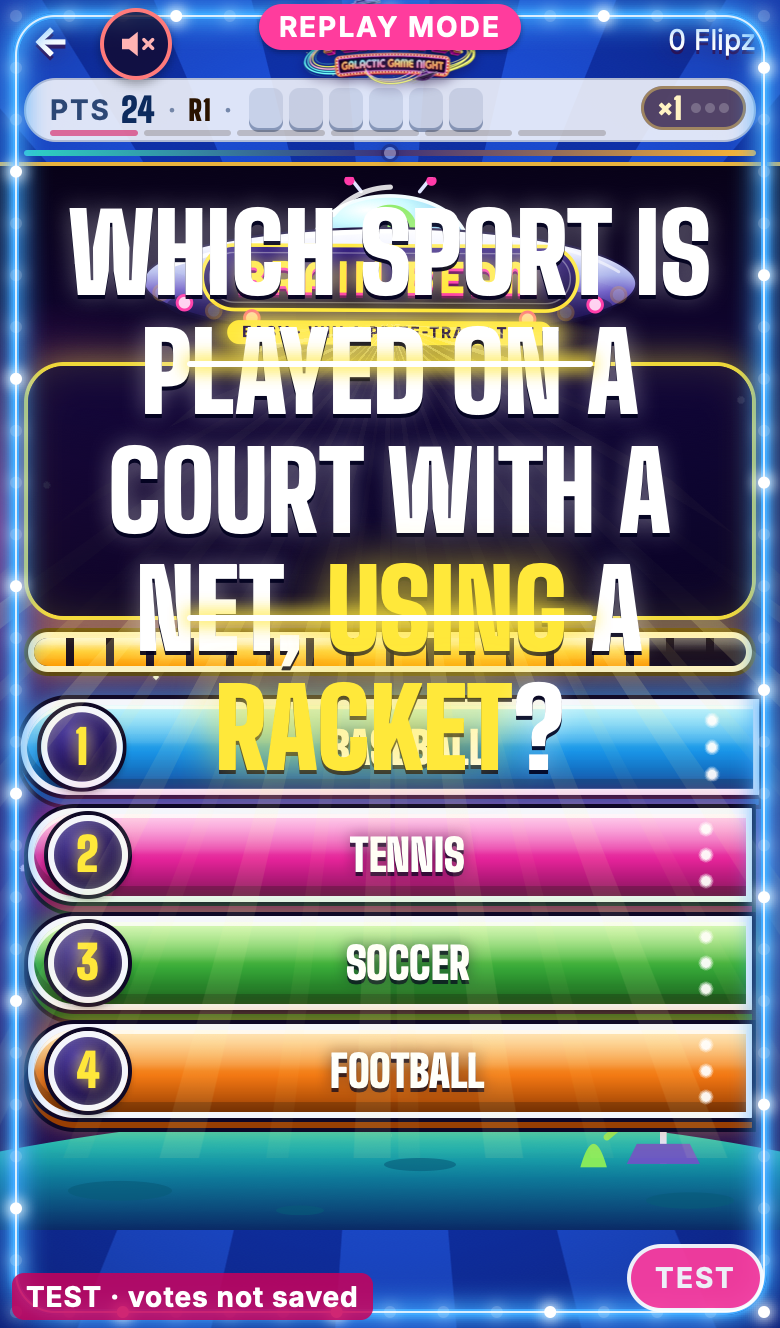 REPLAY MODE
0 Flipz
GALACTIC GAME NIGHT
PTS 24 · R1 ·
×1
WHICH SPORT IS
PLAYED ON A
COURT WITH A
NET, USING A
RACKET?
1 BASEBALL
2 TENNIS
3 SOCCER
4 FOOTBALL
TEST
TEST · votes not saved